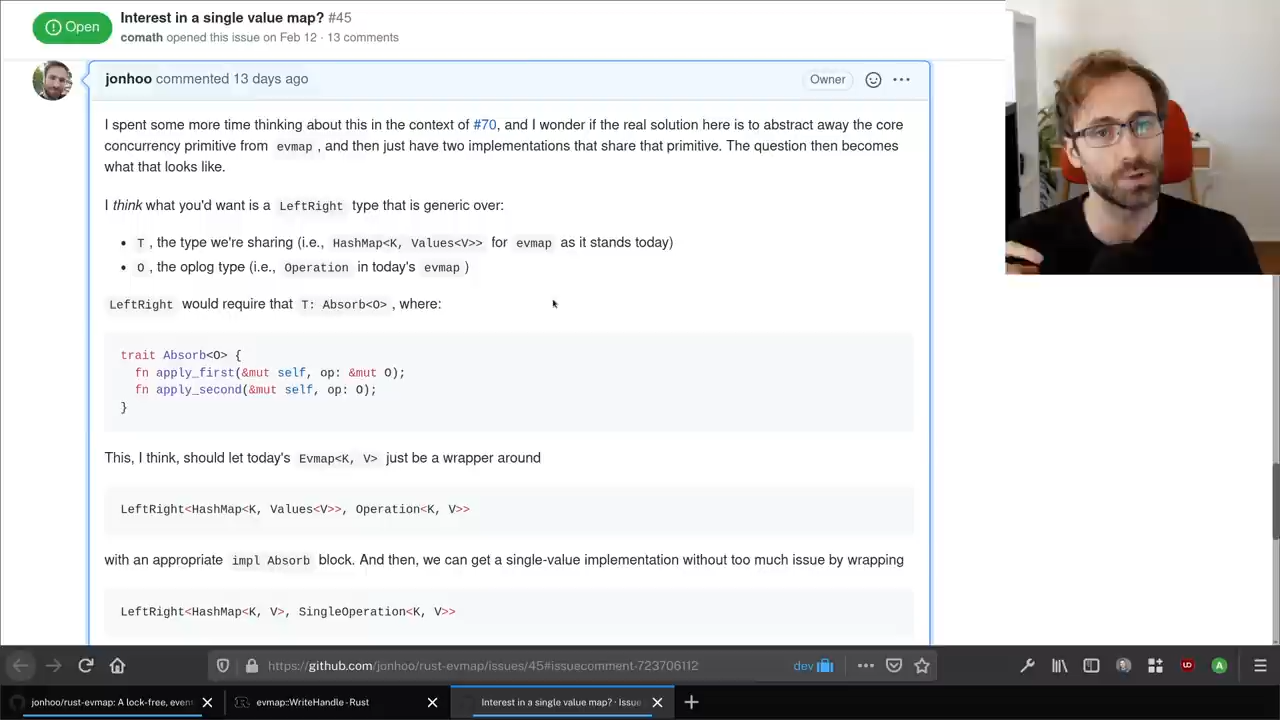 Open
Interest in a single value map? #45
comath opened this issue on Feb 12 · 13 comments
jonhoo commented 13 days ago
Owner
I spent some more time thinking about this in the context of #70, and I wonder if the real solution here is to abstract away the core
concurrency primitive from evmap, and then just have two implementations that share that primitive. The question then becomes
what that looks like.
I think what you'd want is a LeftRight type that is generic over:
• T, the type we're sharing (i.e., HashMap<K, Values<V>> for evmap as it stands today)
• O, the oplog type (i.e., Operation in today's evmap)
LeftRight would require that T: Absorb<O>, where:
trait Absorb<O> {
fn apply_first(&mut self, op: &mut O);
fn apply_second(&mut self, op: O);
}
This, I think, should let today's Evmap<K, V> just be a wrapper around
LeftRight<HashMap<K, Values<V>>, Operation<K, V>>
with an appropriate impl Absorb block. And then, we can get a single-value implementation without too much issue by wrapping
LeftRight<HashMap<K, V>, SingleOperation<K, V>>
https://github.com/jonhoo/rust-evmap/issues/45#issuecomment-723706112
dev
jonhoo/rust-evmap: A lock-free, even
evmap::WriteHandle - Rust
Interest in a single value map? · Issue